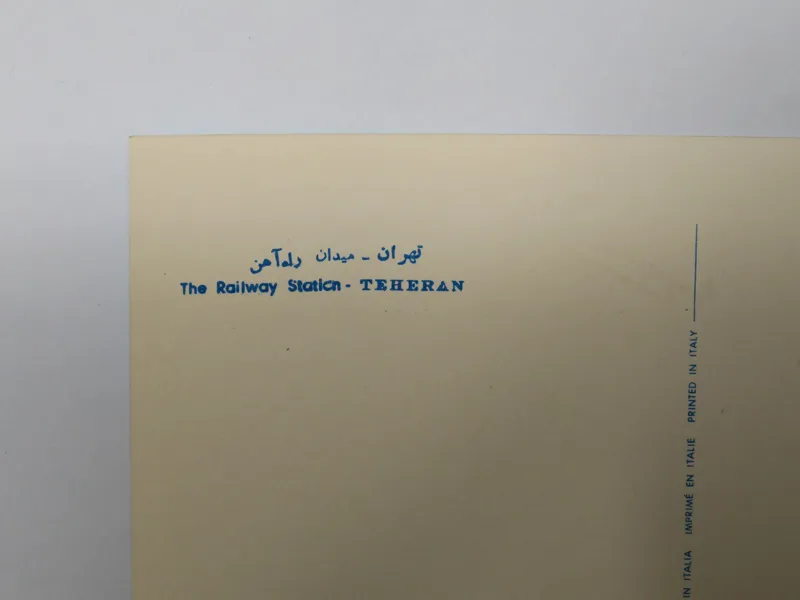 تهران ـ میدان راه‌آهن
The Railway Station - TEHERAN
IN ITALIA IMPRIMÉ EN ITALIE PRINTED IN ITALY